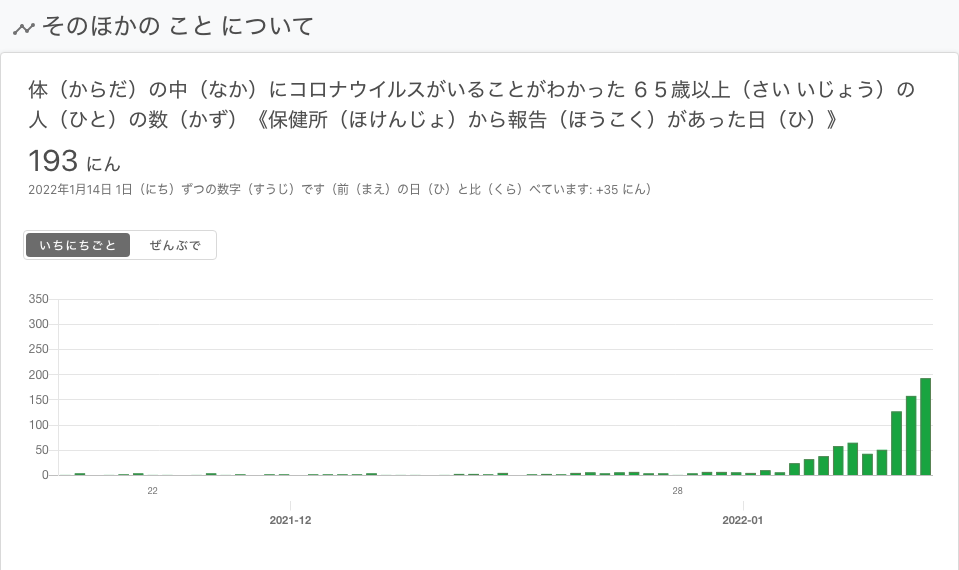 そのほかの こと について
体（からだ）の中（なか）にコロナウイルスがいることがわかった ６５歳以上（さい いじょう）の
人（ひと）の数（かず）《保健所（ほけんじょ）から報告（ほうこく）があった日（ひ）》
193 にん
2022年1月14日 1日（にち）ずつの数字（すうじ）です（前（まえ）の日（ひ）と比（くら）べています: +35 にん）
いちにちごと ぜんぶで
350
300
250
200
150
100
50
0
22 28
2021-12 2022-01